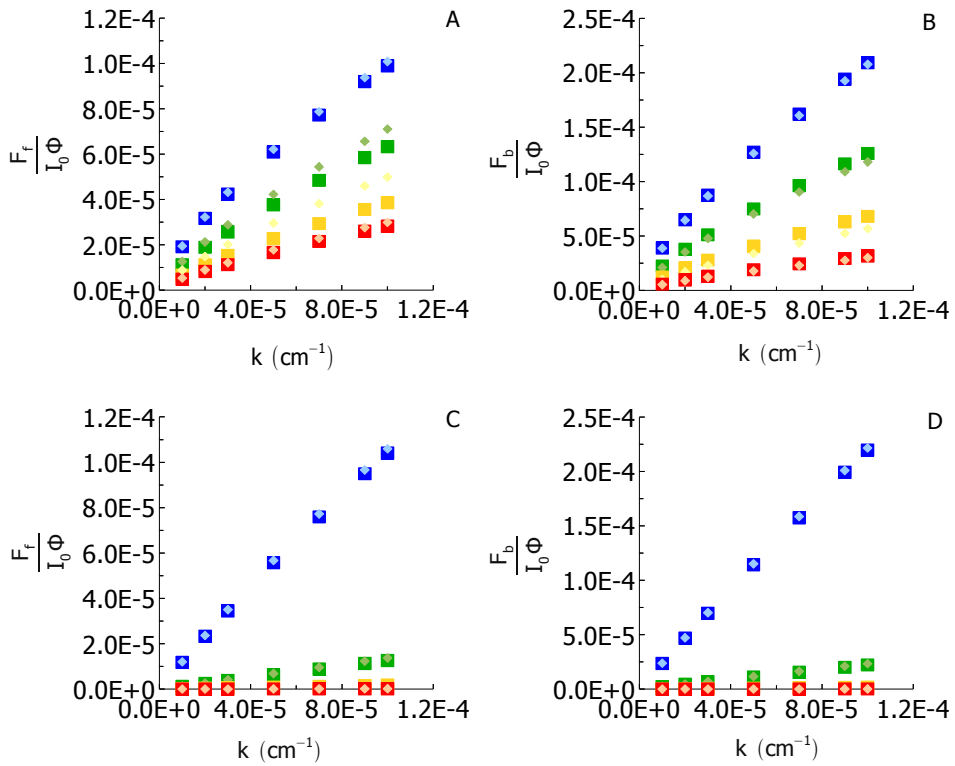 A
1.2E-4
1.0E-4
8.0E-5
6.0E-5
4.0E-5
2.0E-5
0.0E+0
F_f
I_0 Φ
0.0E+0 4.0E-5 8.0E-5 1.2E-4
k (cm⁻¹)
B
2.5E-4
2.0E-4
1.5E-4
1.0E-4
5.0E-5
0.0E+0
F_b
I_0 Φ
0.0E+0 4.0E-5 8.0E-5 1.2E-4
k (cm⁻¹)
C
1.2E-4
1.0E-4
8.0E-5
6.0E-5
4.0E-5
2.0E-5
0.0E+0
F_f
I_0 Φ
0.0E+0 4.0E-5 8.0E-5 1.2E-4
k (cm⁻¹)
D
2.5E-4
2.0E-4
1.5E-4
1.0E-4
5.0E-5
0.0E+0
F_b
I_0 Φ
0.0E+0 4.0E-5 8.0E-5 1.2E-4
k (cm⁻¹)